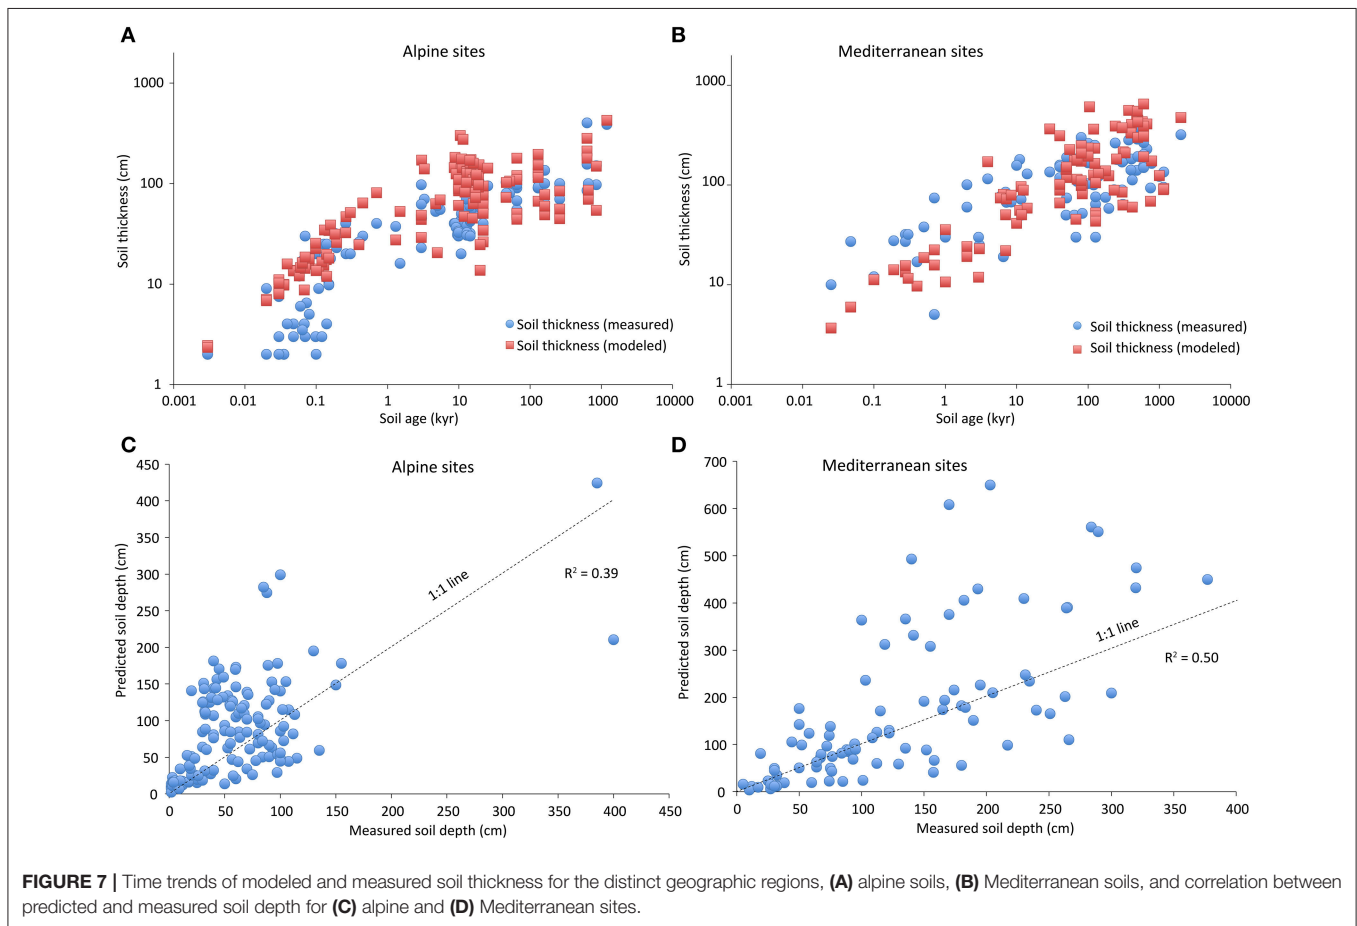 A
Alpine sites
1000
100
10
1
0.001 0.01 0.1 1 10 100 1000 10000
Soil age (kyr)
Soil thickness (cm)
Soil thickness (measured)
Soil thickness (modeled)
B
Mediterranean sites
1000
100
10
1
0.001 0.01 0.1 1 10 100 1000 10000
Soil age (kyr)
Soil thickness (cm)
Soil thickness (measured)
Soil thickness (modeled)
C
Alpine sites
450
400
350
300
250
200
150
100
50
0
0 50 100 150 200 250 300 350 400 450
Measured soil depth (cm)
Predicted soil depth (cm)
1:1 line
R² = 0.39
D
Mediterranean sites
700
600
500
400
300
200
100
0
0 50 100 150 200 250 300 350 400
Measured soil depth (cm)
Predicted soil depth (cm)
1:1 line
R² = 0.50
FIGURE 7 | Time trends of modeled and measured soil thickness for the distinct geographic regions, (A) alpine soils, (B) Mediterranean soils, and correlation between
predicted and measured soil depth for (C) alpine and (D) Mediterranean sites.